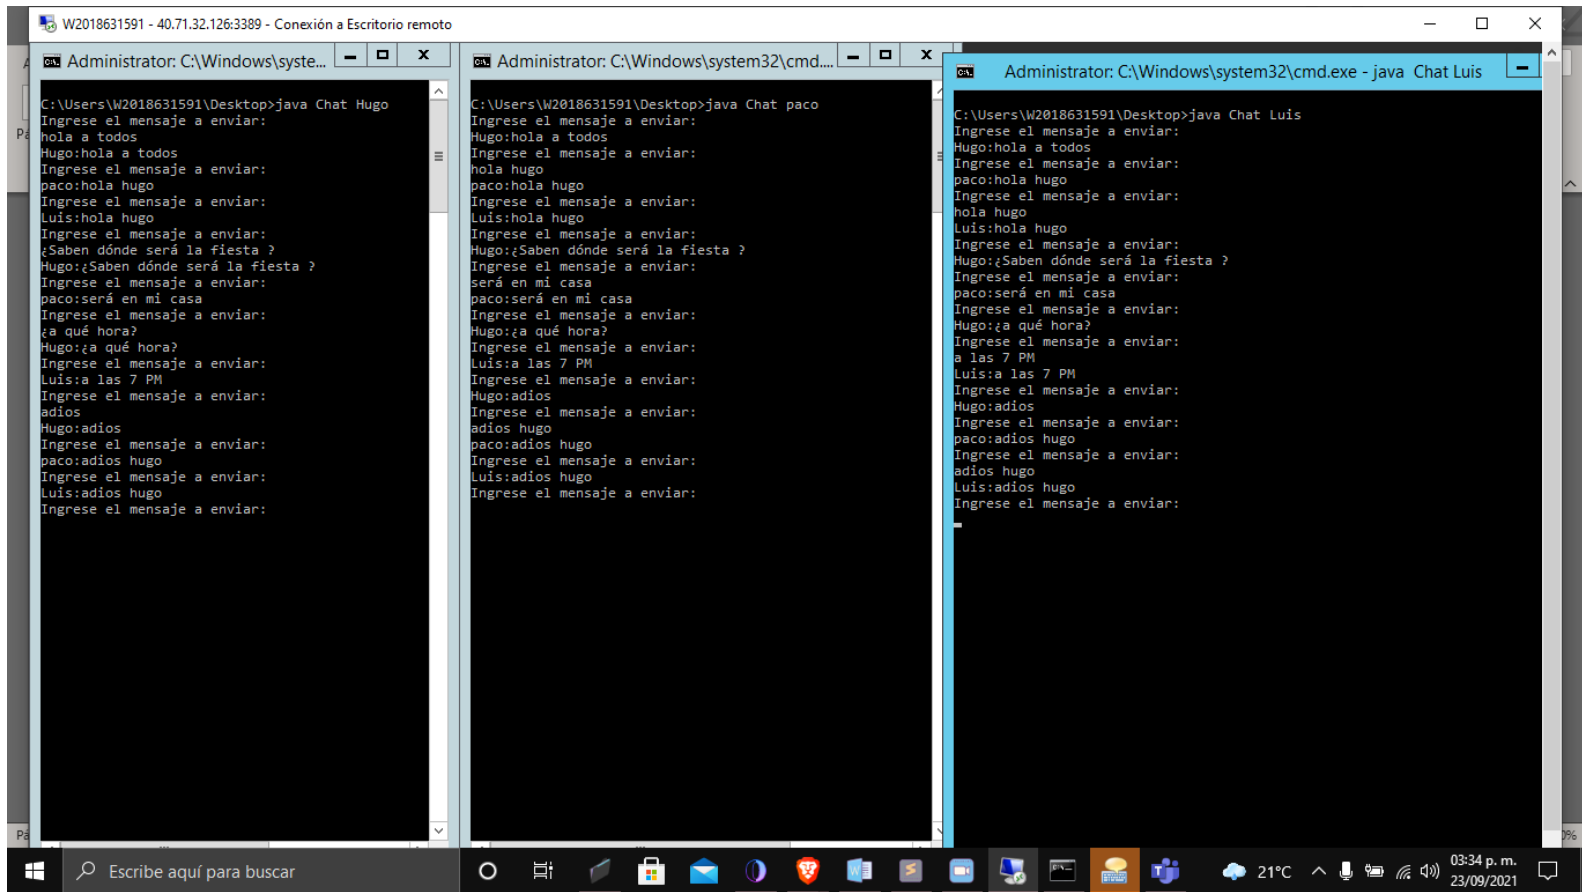 W2018631591 - 40.71.32.126:3389 - Conexión a Escritorio remoto
Administrator: C:\Windows\syste...
C:\Users\W2018631591\Desktop>java Chat Hugo
Ingrese el mensaje a enviar:
hola a todos
Hugo:hola a todos
Ingrese el mensaje a enviar:
paco:hola hugo
Ingrese el mensaje a enviar:
Luis:hola hugo
Ingrese el mensaje a enviar:
¿Saben dónde será la fiesta ?
Hugo:¿Saben dónde será la fiesta ?
Ingrese el mensaje a enviar:
paco:será en mi casa
Ingrese el mensaje a enviar:
¿a qué hora?
Hugo:¿a qué hora?
Ingrese el mensaje a enviar:
Luis:a las 7 PM
Ingrese el mensaje a enviar:
adios
Hugo:adios
Ingrese el mensaje a enviar:
paco:adios hugo
Ingrese el mensaje a enviar:
Luis:adios hugo
Ingrese el mensaje a enviar:
Administrator: C:\Windows\system32\cmd....
C:\Users\W2018631591\Desktop>java Chat paco
Ingrese el mensaje a enviar:
Hugo:hola a todos
Ingrese el mensaje a enviar:
hola hugo
paco:hola hugo
Ingrese el mensaje a enviar:
Luis:hola hugo
Ingrese el mensaje a enviar:
Hugo:¿Saben dónde será la fiesta ?
Ingrese el mensaje a enviar:
será en mi casa
paco:será en mi casa
Ingrese el mensaje a enviar:
Hugo:¿a qué hora?
Ingrese el mensaje a enviar:
Luis:a las 7 PM
Ingrese el mensaje a enviar:
Hugo:adios
Ingrese el mensaje a enviar:
adios hugo
paco:adios hugo
Ingrese el mensaje a enviar:
Luis:adios hugo
Ingrese el mensaje a enviar:
Administrator: C:\Windows\system32\cmd.exe - java Chat Luis
C:\Users\W2018631591\Desktop>java Chat Luis
Ingrese el mensaje a enviar:
Hugo:hola a todos
Ingrese el mensaje a enviar:
paco:hola hugo
Ingrese el mensaje a enviar:
hola hugo
Luis:hola hugo
Ingrese el mensaje a enviar:
Hugo:¿Saben dónde será la fiesta ?
Ingrese el mensaje a enviar:
paco:será en mi casa
Ingrese el mensaje a enviar:
Hugo:¿a qué hora?
Ingrese el mensaje a enviar:
a las 7 PM
Luis:a las 7 PM
Ingrese el mensaje a enviar:
Hugo:adios
Ingrese el mensaje a enviar:
paco:adios hugo
Ingrese el mensaje a enviar:
adios hugo
Luis:adios hugo
Ingrese el mensaje a enviar:
Escribe aquí para buscar
21°C
03:34 p. m.
23/09/2021